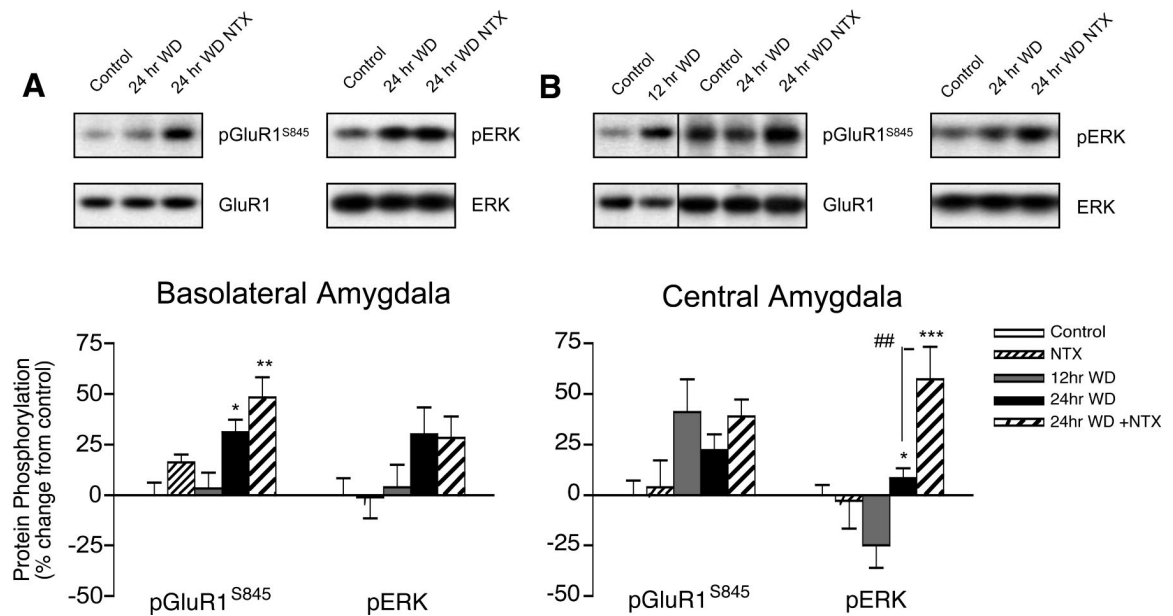 A
Control
24 hr WD
24 hr WD NTX
pGluR1S845
GluR1
Control
24 hr WD
24 hr WD NTX
pERK
ERK
B
Control
12 hr WD
Control
24 hr WD
24 hr WD NTX
pGluR1S845
GluR1
Control
24 hr WD
24 hr WD NTX
pERK
ERK
Basolateral Amygdala
Protein Phosphorylation
(% change from control)
75
50
25
0
-25
-50
*
**
pGluR1S845
pERK
Central Amygdala
75
50
25
0
-25
-50
##
*
***
pGluR1S845
pERK
Control
NTX
12hr WD
24hr WD
24hr WD +NTX